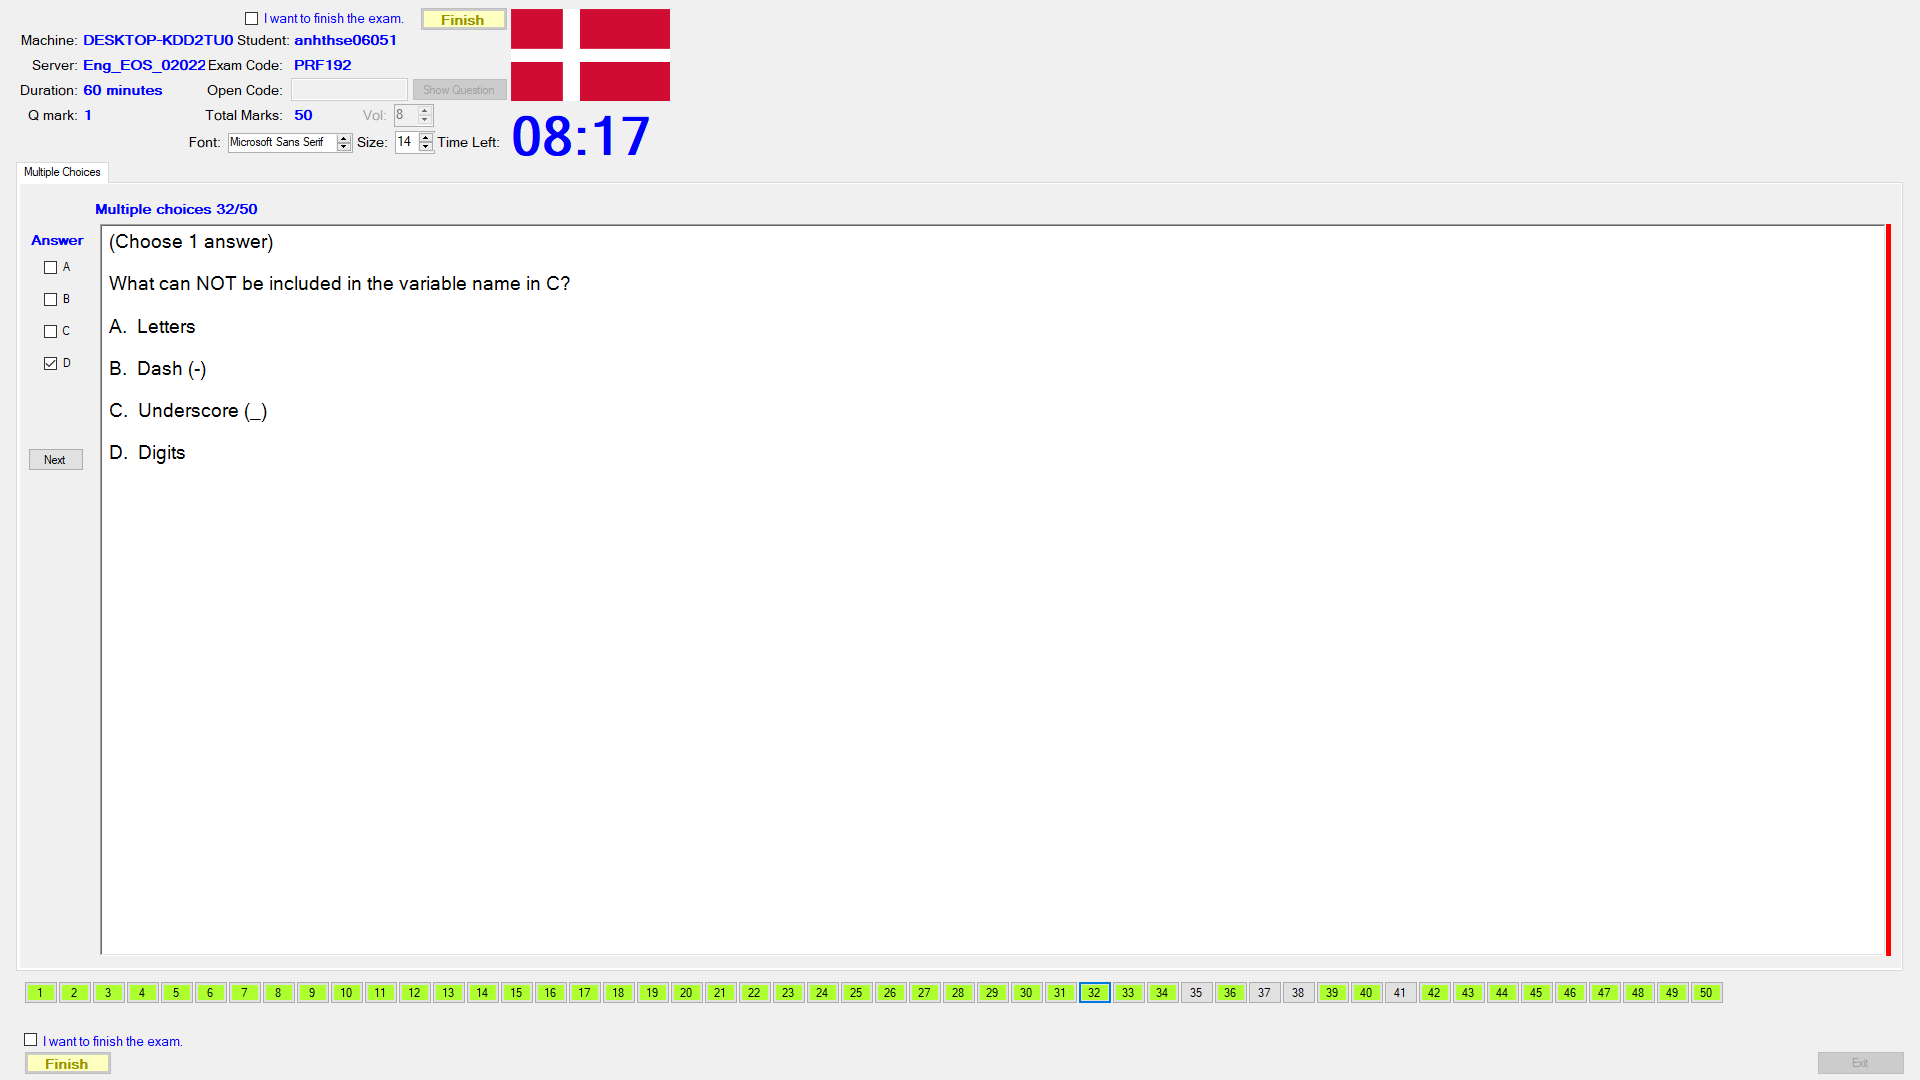 I want to finish the exam.
Finish
Machine: DESKTOP-KDD2TU0 Student: anhthse06051
Server: Eng_EOS_02022 Exam Code: PRF192
Duration: 60 minutes Open Code: Show Question
Q mark: 1 Total Marks: 50 Vol: 8
Font: Microsoft Sans Serif Size: 14 Time Left: 08:17
Multiple Choices
Multiple choices 32/50
Answer
A
B
C
D
Next
(Choose 1 answer)
What can NOT be included in the variable name in C?
A. Letters
B. Dash (-)
C. Underscore (_)
D. Digits
1 2 3 4 5 6 7 8 9 10 11 12 13 14 15 16 17 18 19 20 21 22 23 24 25 26 27 28 29 30 31 32 33 34 35 36 37 38 39 40 41 42 43 44 45 46 47 48 49 50
I want to finish the exam.
Finish
Exit